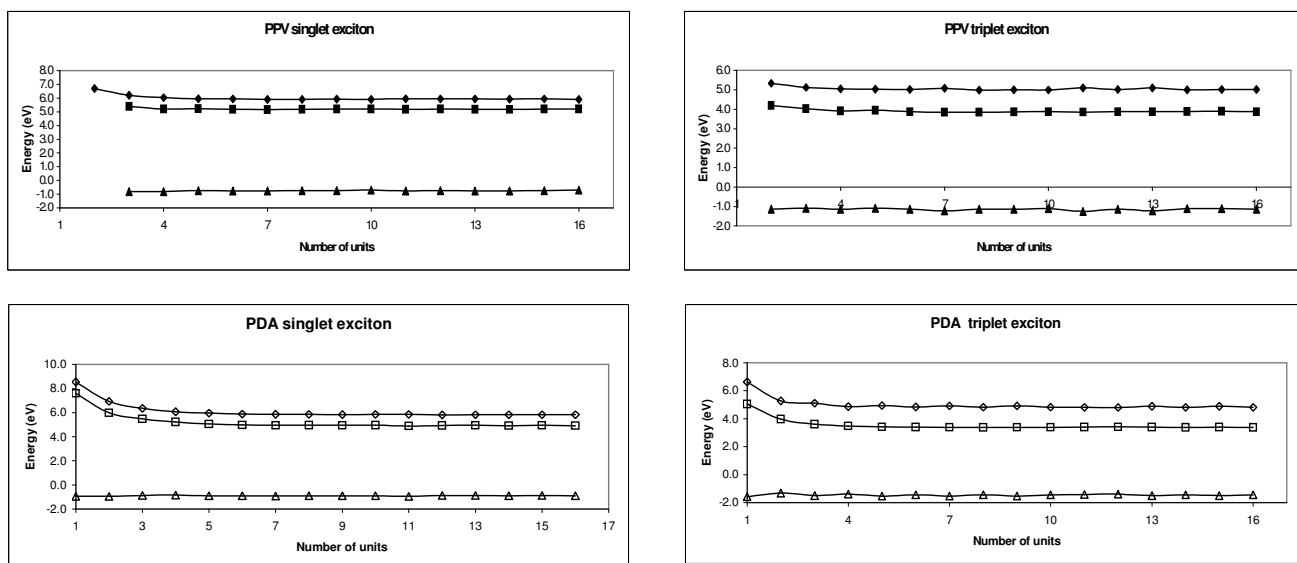 PPV singlet exciton
Energy (eV)
8.0
7.0
6.0
5.0
4.0
3.0
2.0
1.0
0.0
-1.0
-2.0
1 4 7 10 13 16
Number of units
PPV triplet exciton
Energy (eV)
6.0
5.0
4.0
3.0
2.0
1.0
0.0
-1.0
-2.0
1 4 7 10 13 16
Number of units
PDA singlet exciton
Energy (eV)
10.0
8.0
6.0
4.0
2.0
0.0
-2.0
1 3 5 7 9 11 13 15 17
Number of units
PDA triplet exciton
Energy (eV)
8.0
6.0
4.0
2.0
0.0
-2.0
1 4 7 10 13 16
Number of units